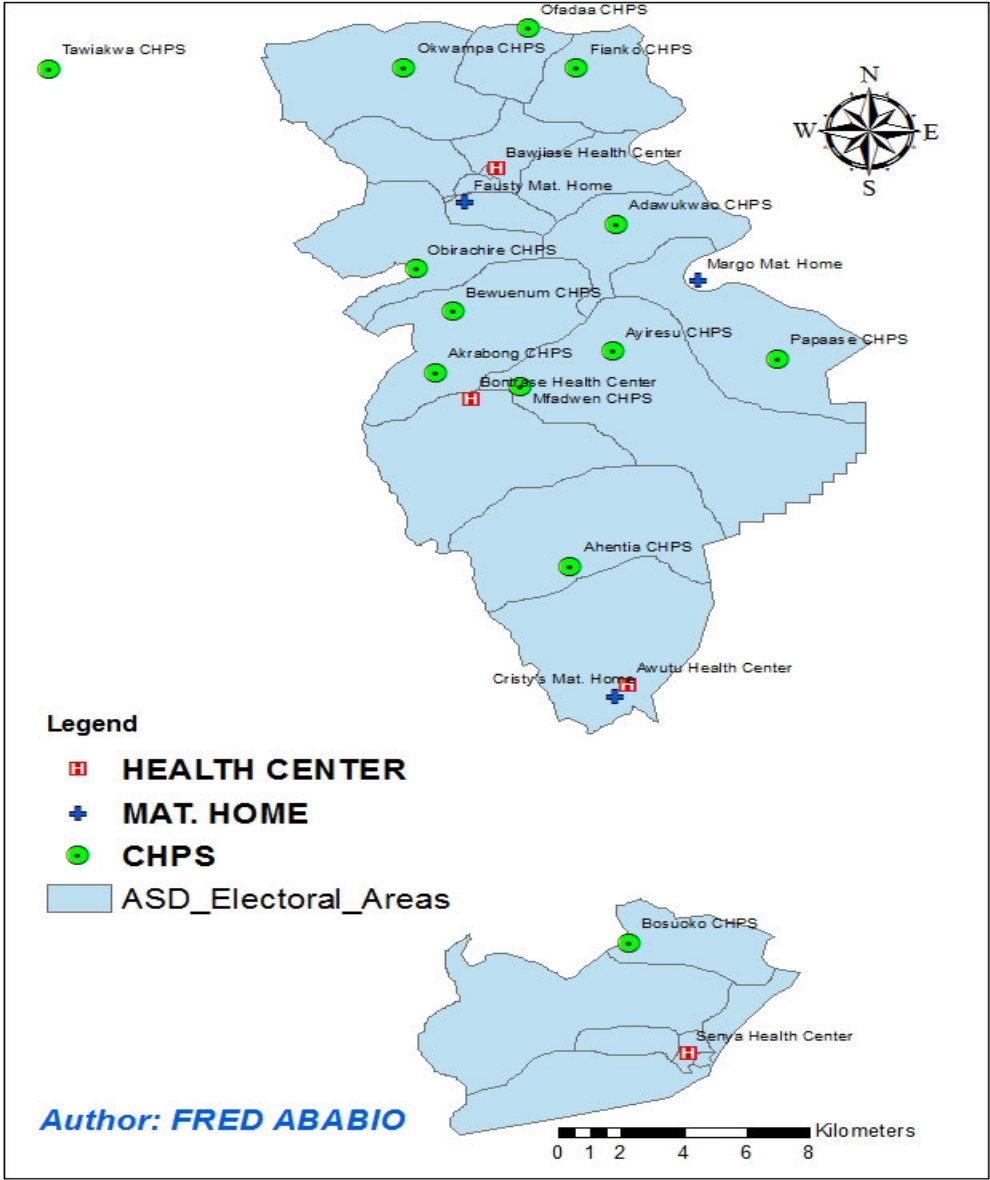 Ofadaa CHPS
Tawiakwa CHPS
Okwampa CHPS
Fianko CHPS
N
W
E
S
Bawjiase Health Center
Fausty Mat. Home
Adawukwao CHPS
Obirachire CHPS
Margo Mat. Home
Bewuenum CHPS
Ayiresu CHPS
Papaase CHPS
Akrabong CHPS
Bontrase Health Center
Mfadwen CHPS
H
H
Ahentia CHPS
Awutu Health Center
Cristy's Mat. Home
H
Legend
H HEALTH CENTER
MAT. HOME
CHPS
ASD_Electoral_Areas
Bosuoko CHPS
Senya Health Center
H
Author: FRED ABABIO
Kilometers
0 1 2 4 6 8